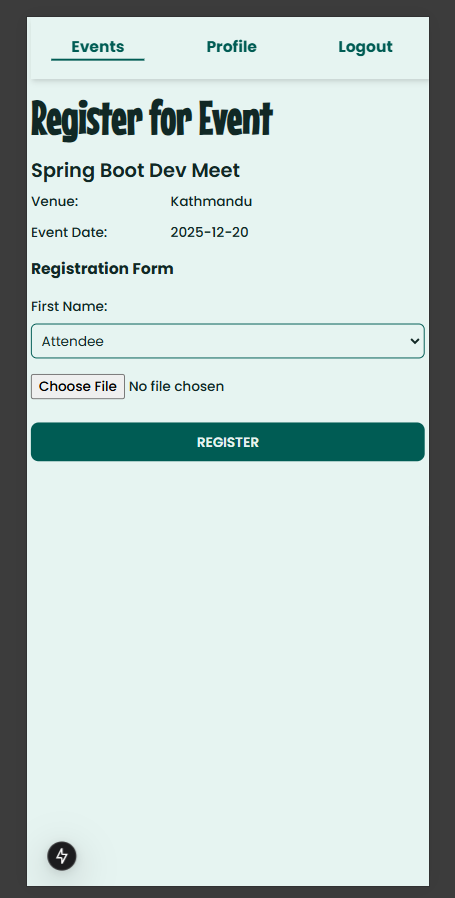 Events Profile Logout
Register for Event
Spring Boot Dev Meet
Venue: Kathmandu
Event Date: 2025-12-20
Registration Form
First Name:
Attendee
Choose File No file chosen
REGISTER